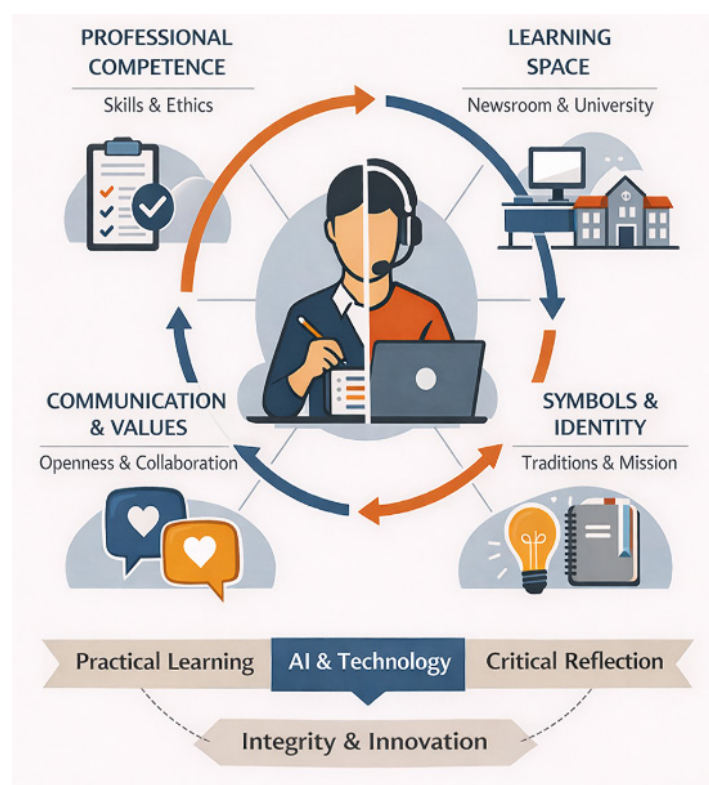 PROFESSIONAL
COMPETENCE
Skills & Ethics
LEARNING
SPACE
Newsroom & University
COMMUNICATION
& VALUES
Openness & Collaboration
SYMBOLS &
IDENTITY
Traditions & Mission
Practical Learning
AI & Technology
Critical Reflection
Integrity & Innovation